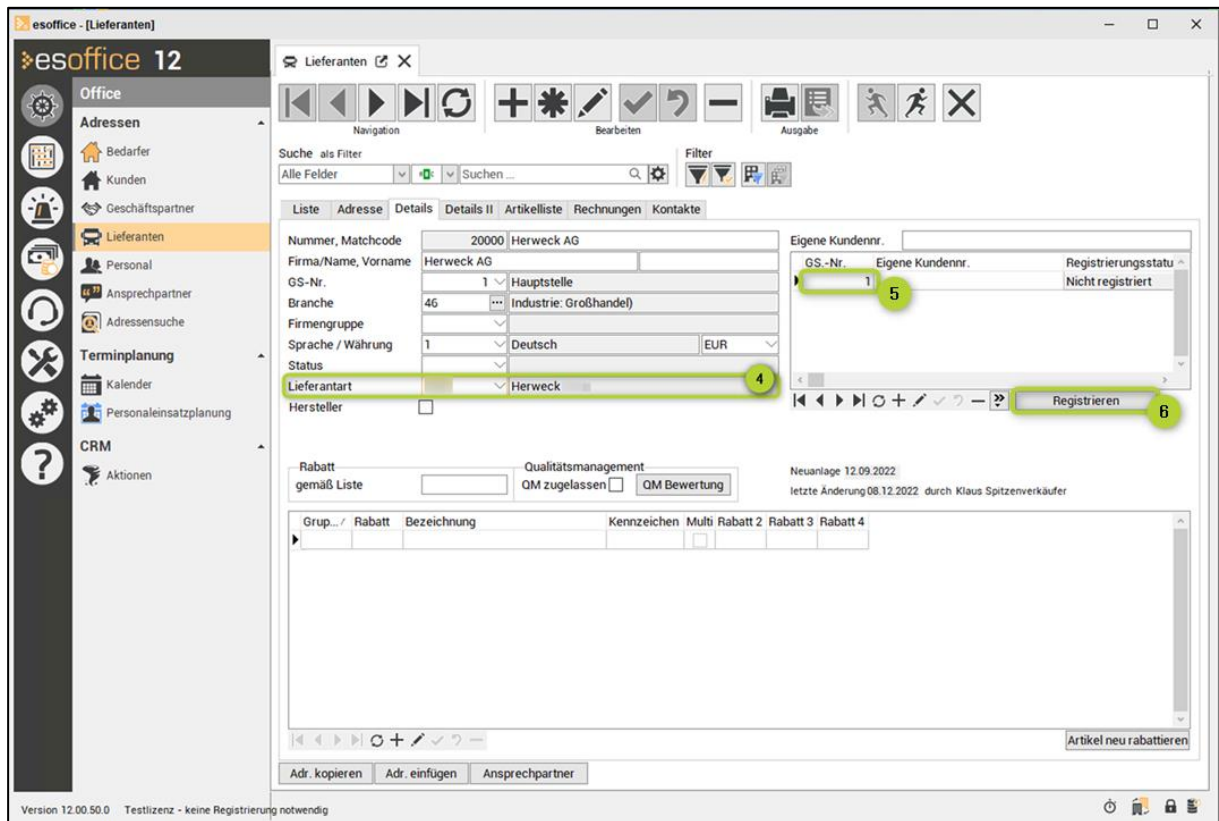 esoffice - [Lieferanten]
esoffice 12
Office
Adressen
Bedarfer
Kunden
Geschäftspartner
Lieferanten
Personal
Ansprechpartner
Adressensuche
Terminplanung
Kalender
Personaleinsatzplanung
CRM
Aktionen
Lieferanten
Navigation Bearbeiten Ausgabe
Suche als Filter Filter
Alle Felder Suchen ...
Liste Adresse Details Details II Artikelliste Rechnungen Kontakte
Nummer, Matchcode 20000 Herweck AG
Firma/Name, Vorname Herweck AG
GS-Nr. 1 Hauptstelle
Branche 46 ... Industrie: Großhandel)
Firmengruppe
Sprache / Währung 1 Deutsch EUR
Status
Lieferantart Herweck 4
Hersteller
Eigene Kundennr.
GS.-Nr. Eigene Kundennr. Registrierungsstatu
1 5 Nicht registriert
Registrieren 6
Rabatt Qualitätsmanagement
gemäß Liste QM zugelassen QM Bewertung
Neuanlage 12.09.2022
letzte Änderung 08.12.2022 durch Klaus Spitzenverkäufer
Grup... Rabatt Bezeichnung Kennzeichen Multi Rabatt 2 Rabatt 3 Rabatt 4
Artikel neu rabattieren
Adr. kopieren Adr. einfügen Ansprechpartner
Version 12.00.50.0 Testlizenz - keine Registrierung notwendig